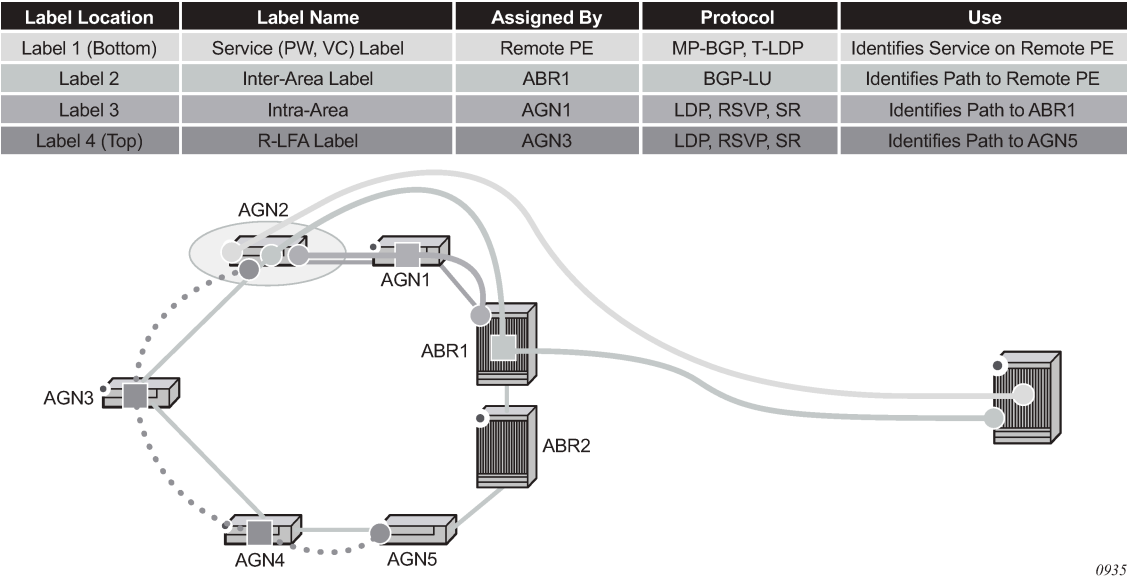 Label Location Label Name Assigned By Protocol Use
Label 1 (Bottom) Service (PW, VC) Label Remote PE MP-BGP, T-LDP Identifies Service on Remote PE
Label 2 Inter-Area Label ABR1 BGP-LU Identifies Path to Remote PE
Label 3 Intra-Area AGN1 LDP, RSVP, SR Identifies Path to ABR1
Label 4 (Top) R-LFA Label AGN3 LDP, RSVP, SR Identifies Path to AGN5
AGN2
AGN1
ABR1
AGN3
ABR2
AGN4
AGN5
0935